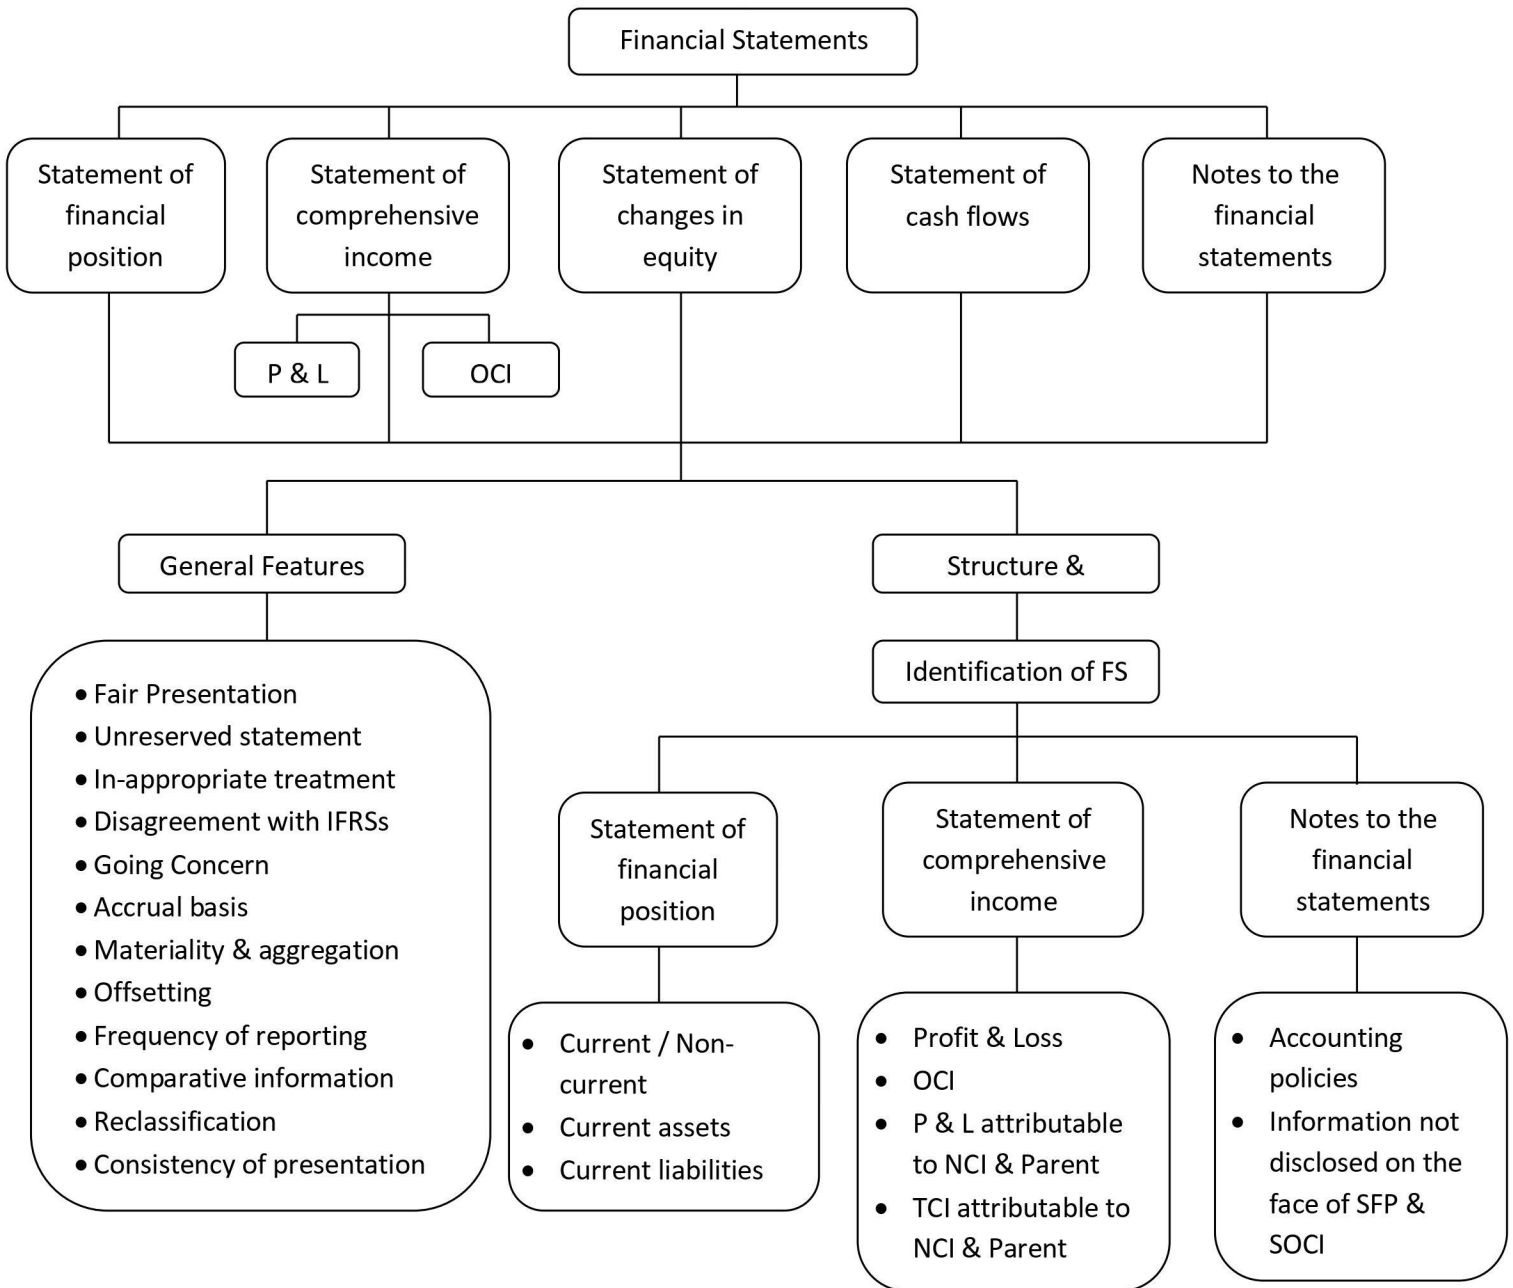 Financial Statements
Statement of
financial
position
Statement of
comprehensive
income
Statement of
changes in
equity
Statement of
cash flows
Notes to the
financial
statements
P & L
OCI
General Features
Structure &
Identification of FS
• Fair Presentation
• Unreserved statement
• In-appropriate treatment
• Disagreement with IFRSs
• Going Concern
• Accrual basis
• Materiality & aggregation
• Offsetting
• Frequency of reporting
• Comparative information
• Reclassification
• Consistency of presentation
Statement of
financial
position
Statement of
comprehensive
income
Notes to the
financial
statements
• Current / Non-
current
• Current assets
• Current liabilities
• Profit & Loss
• OCI
• P & L attributable
to NCI & Parent
• TCI attributable to
NCI & Parent
• Accounting
policies
• Information not
disclosed on the
face of SFP &
SOCI